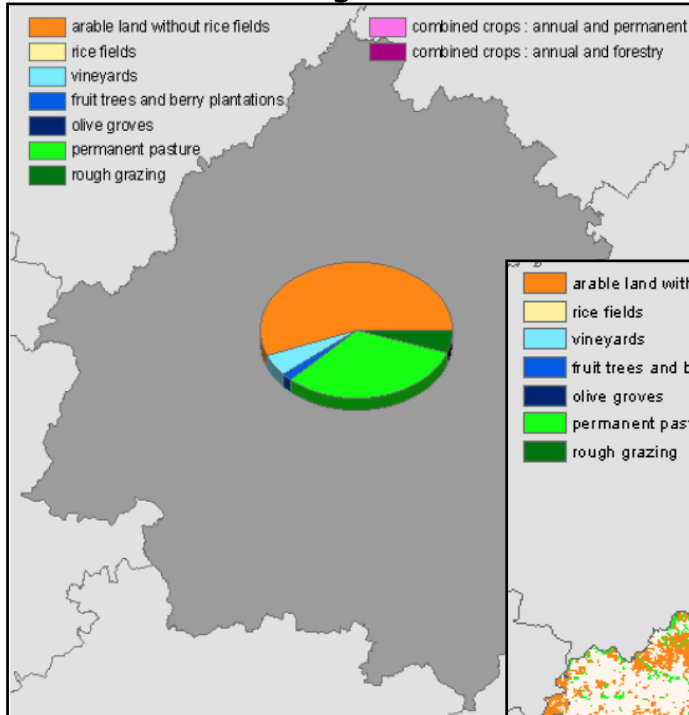 arable land without rice fields
rice fields
vineyards
fruit trees and berry plantations
olive groves
permanent pasture
rough grazing
combined crops : annual and permanent
combined crops : annual and forestry
arable land
rice fields
vineyards
fruit trees and
olive groves
permanent
rough grazing